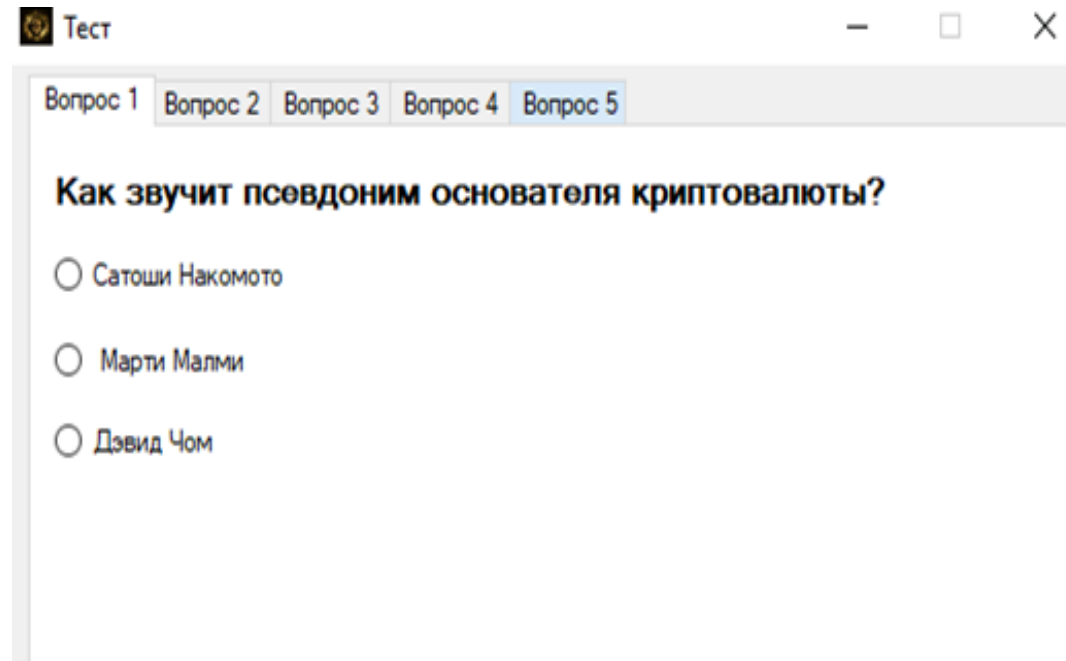 Тест
Вопрос 1 Вопрос 2 Вопрос 3 Вопрос 4 Вопрос 5
Как звучит псевдоним основателя криптовалюты?
Сатоши Накомото
Марти Малми
Дэвид Чом